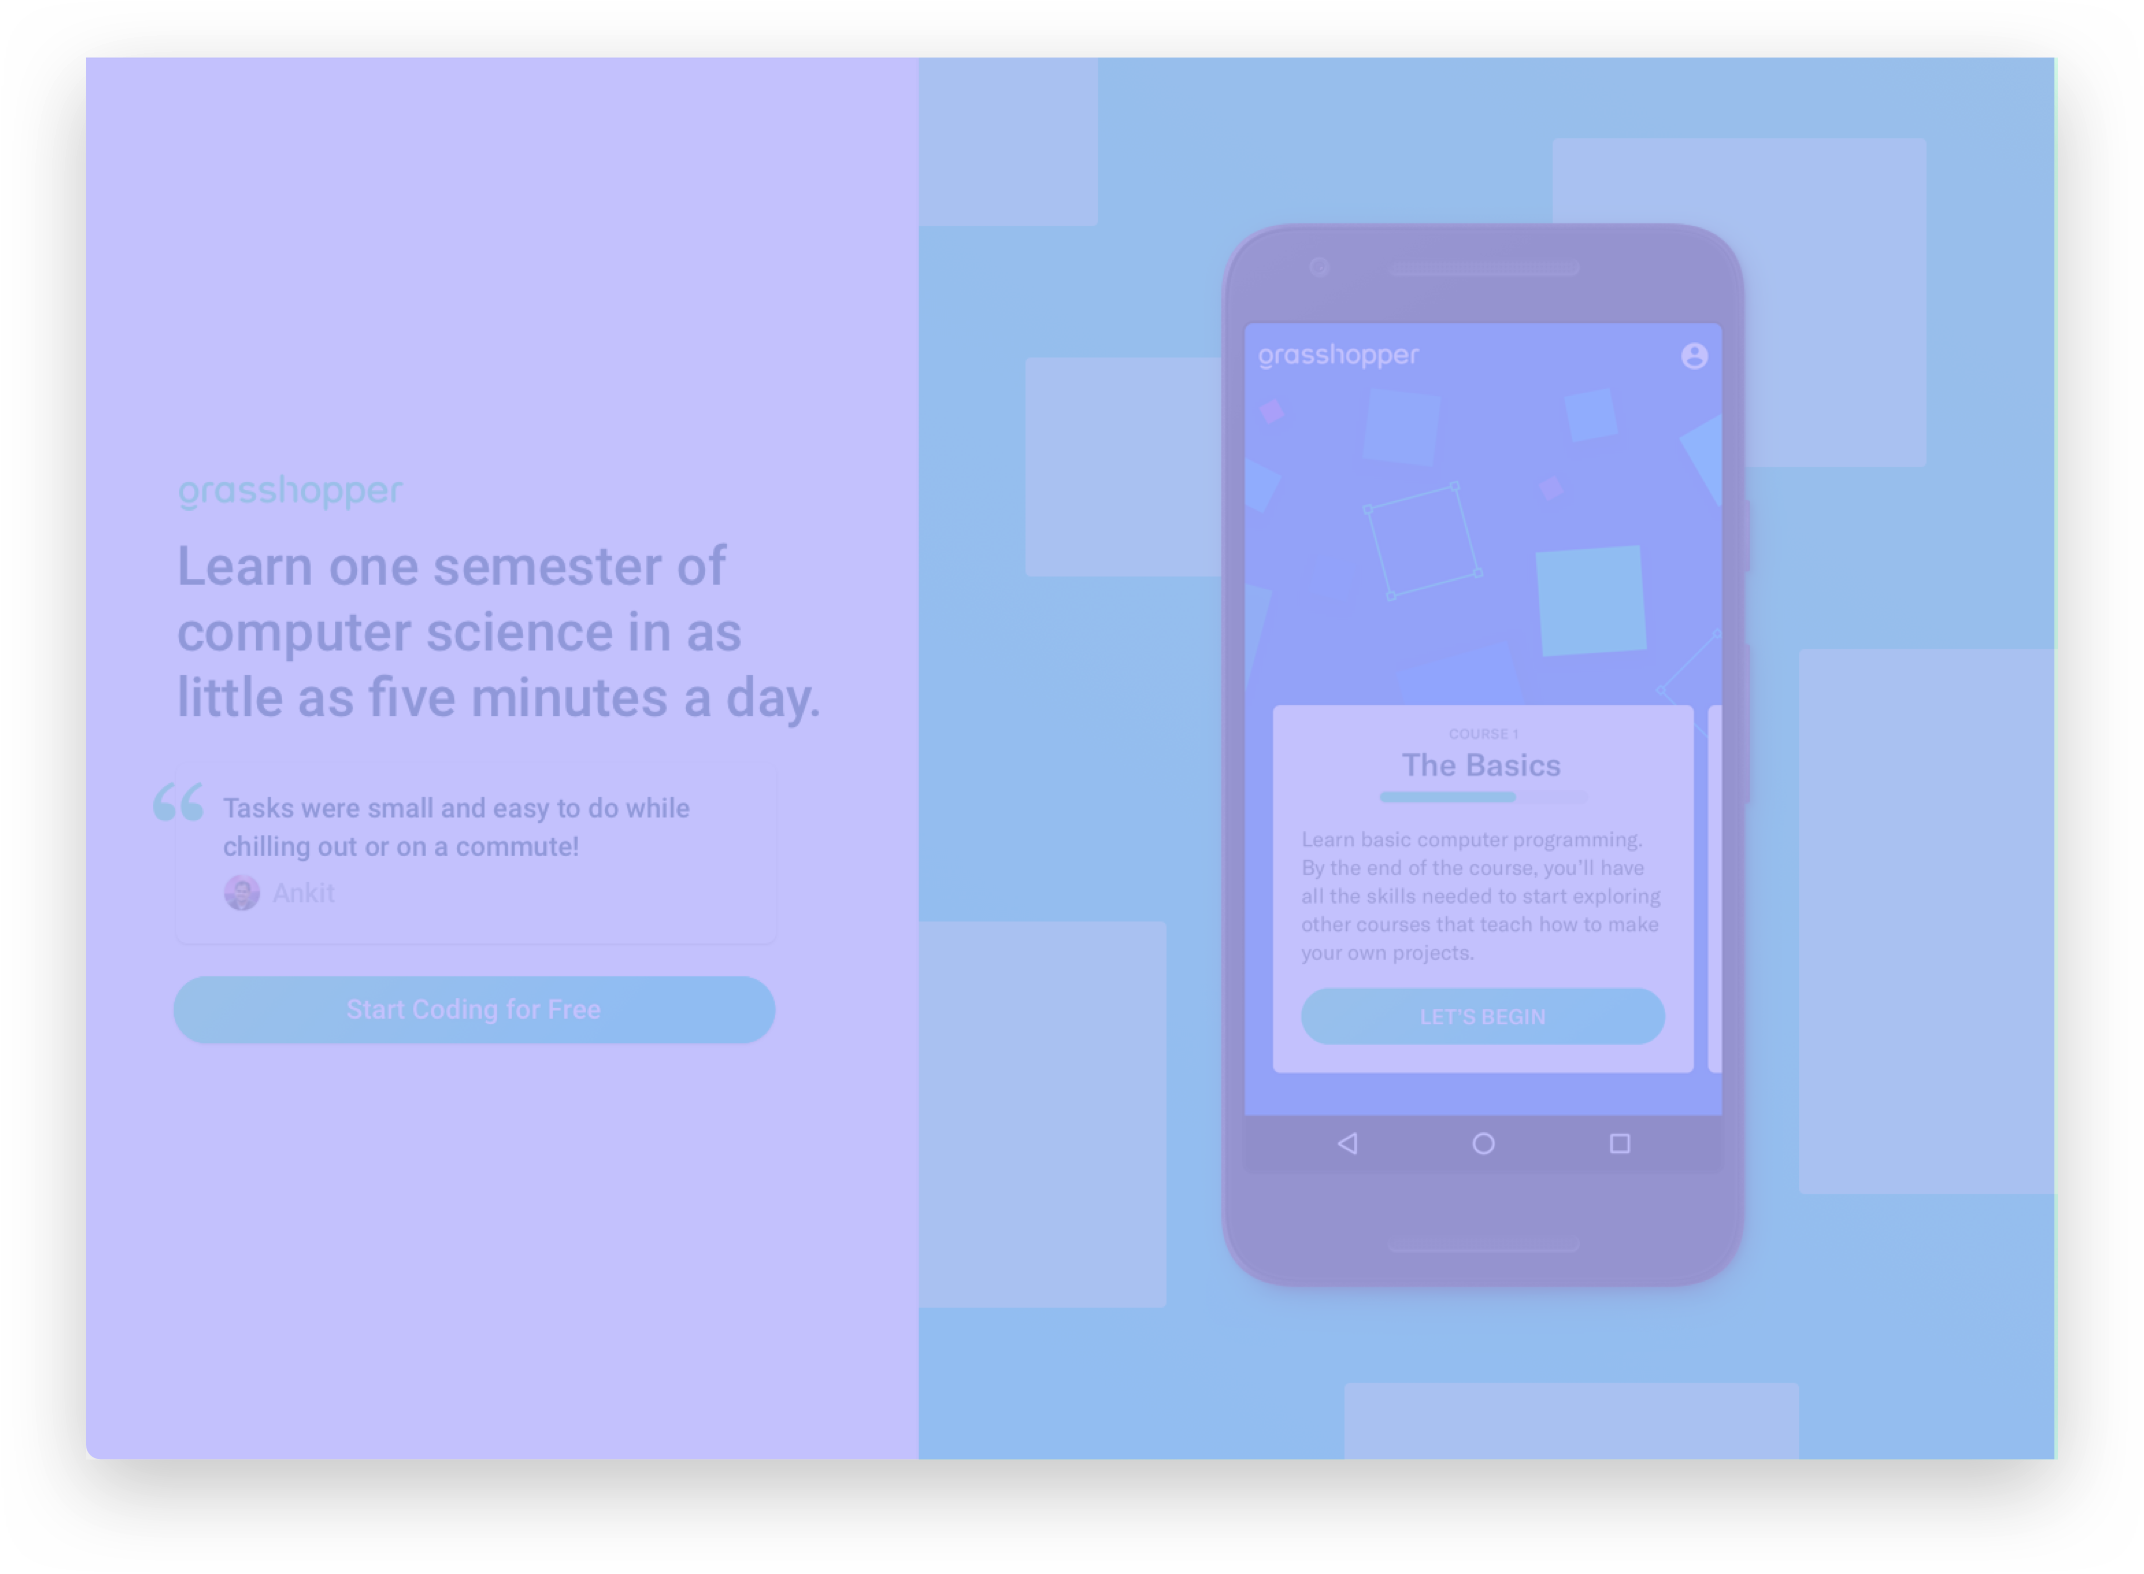 grasshopper
Learn one semester of
computer science in as
little as five minutes a day.
“ Tasks were small and easy to do while
chilling out or on a commute!
Ankit
Start Coding for Free
grasshopper
COURSE 1
The Basics
Learn basic computer programming.
By the end of the course, you'll have
all the skills needed to start exploring
other courses that teach how to make
your own projects.
LET'S BEGIN